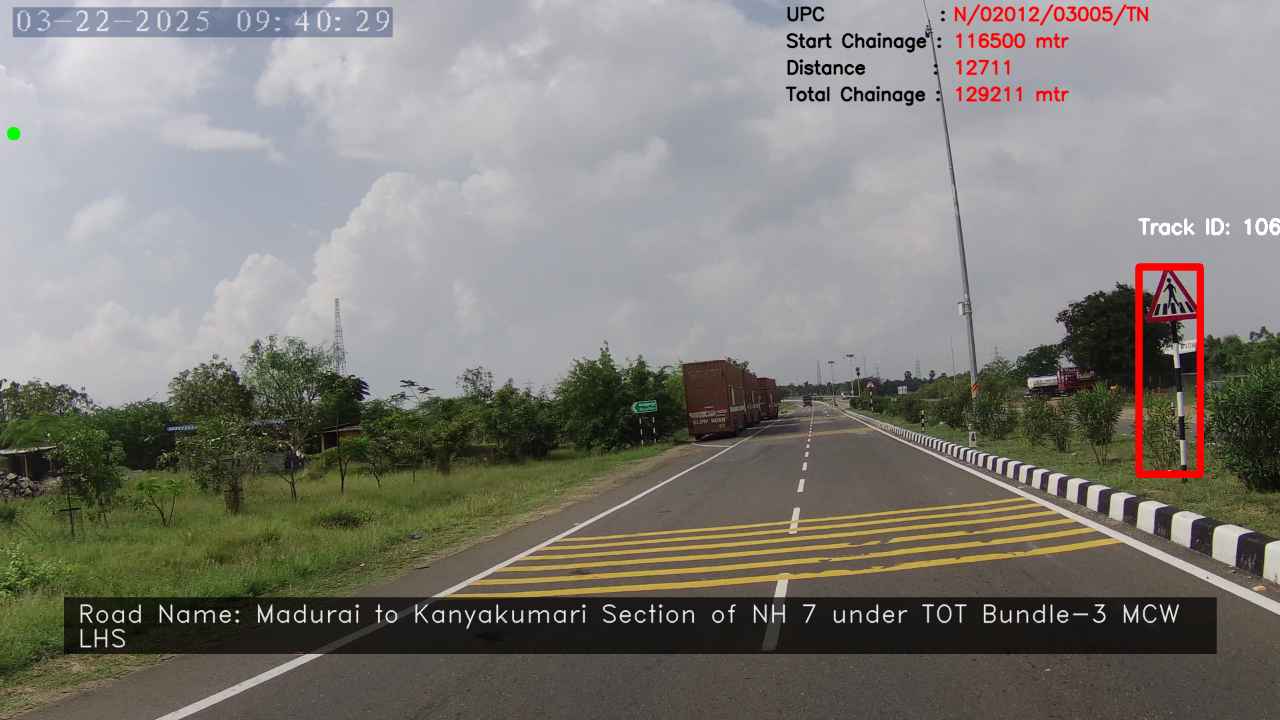 03-22-2025 09:40:29
UPC : N/02012/03005/TN
Start Chainage : 116500 mtr
Distance : 12711
Total Chainage : 129211 mtr
Track ID: 106
Road Name: Madurai to Kanyakumari Section of NH 7 under TOT Bundle-3 MCW
LHS